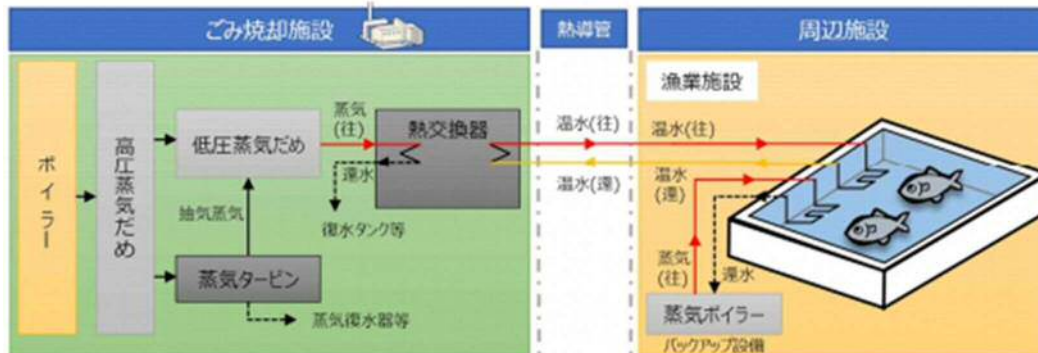 ごみ焼却施設
熱導管
周辺施設
漁業施設
ボイラー
高圧蒸気だめ
低圧蒸気だめ
蒸気
(往)
熱交換器
還水
復水タンク等
抽気蒸気
蒸気タービン
蒸気復水器等
温水(往)
温水(還)
温水(往)
温水
(還)
蒸気
(往)
還水
蒸気ボイラー
バックアップ設備